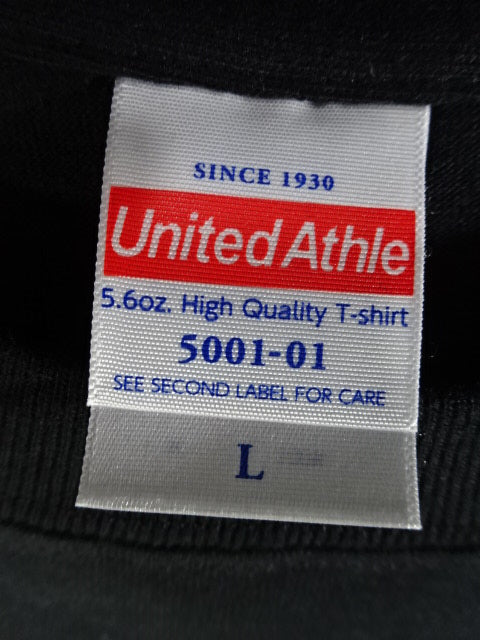 SINCE 1930
United Athle
5.6oz. High Quality T-shirt
5001-01
SEE SECOND LABEL FOR CARE
L